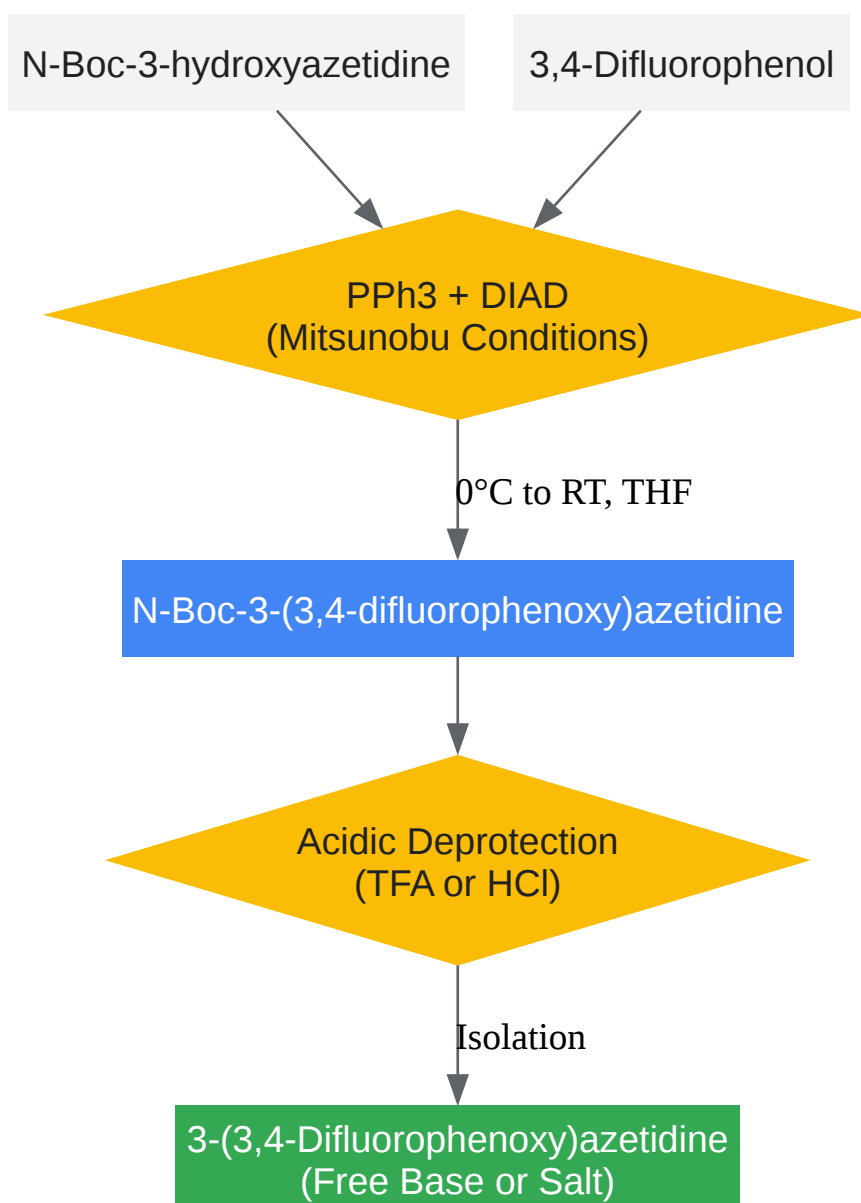 N-Boc-3-hydroxyazetidine
3,4-Difluorophenol
PPh3 + DIAD
(Mitsunobu Conditions)
0°C to RT, THF
N-Boc-3-(3,4-difluorophenoxy)azetidine
Acidic Deprotection
(TFA or HCl)
Isolation
3-(3,4-Difluorophenoxy)azetidine
(Free Base or Salt)